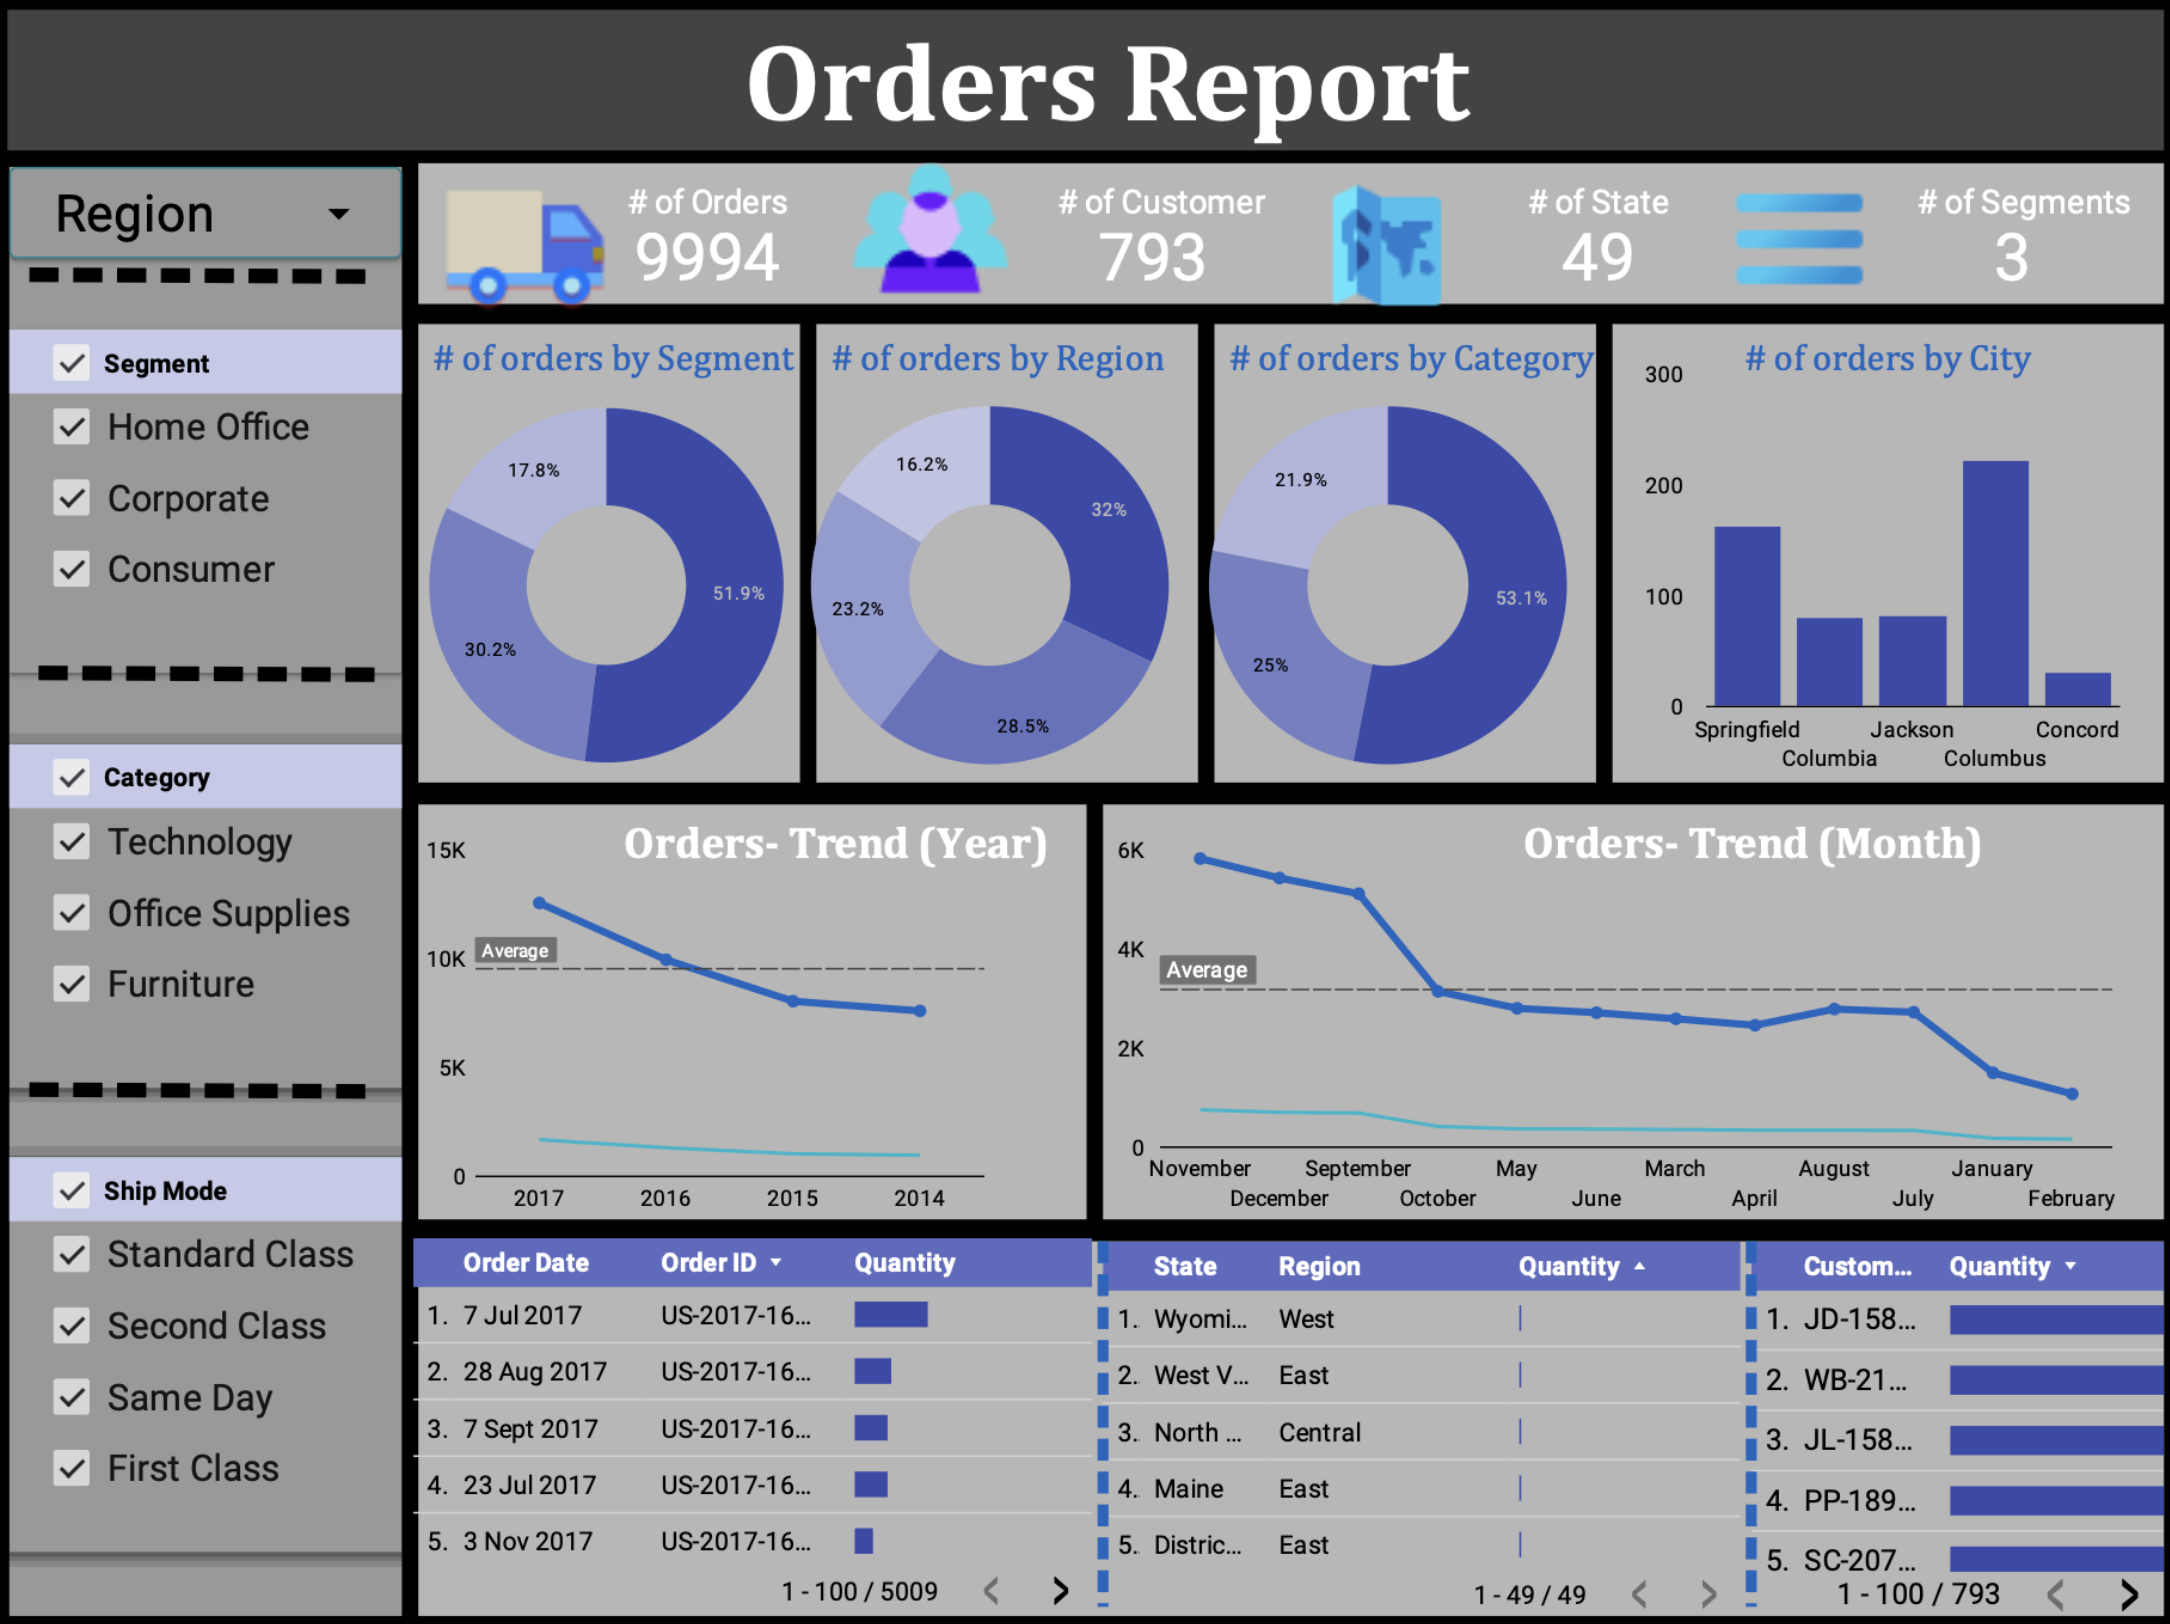 Orders Report
Region
Segment
Home Office
Corporate
Consumer
Category
Technology
Office Supplies
Furniture
Ship Mode
Standard Class
Second Class
Same Day
First Class
# of Orders
9994
# of Customer
793
# of State
49
# of Segments
3
# of orders by Segment
17.8%
51.9%
30.2%
# of orders by Region
16.2%
32%
23.2%
28.5%
# of orders by Category
21.9%
53.1%
25%
# of orders by City
300
200
100
0
Springfield
Columbia
Jackson
Columbus
Concord
Orders- Trend (Year)
15K
10K
5K
0
Average
2017
2016
2015
2014
Orders- Trend (Month)
6K
4K
2K
0
Average
November
December
September
October
May
June
March
April
August
July
January
February
Order Date Order ID Quantity
1. 7 Jul 2017 US-2017-16...
2. 28 Aug 2017 US-2017-16...
3. 7 Sept 2017 US-2017-16...
4. 23 Jul 2017 US-2017-16...
5. 3 Nov 2017 US-2017-16...
1 - 100 / 5009
State Region Quantity
1. Wyomi... West
2. West V... East
3. North ... Central
4. Maine East
5. Distric... East
1 - 49 / 49
Custom... Quantity
1. JD-158...
2. WB-21...
3. JL-158...
4. PP-189...
5. SC-207...
1 - 100 / 793